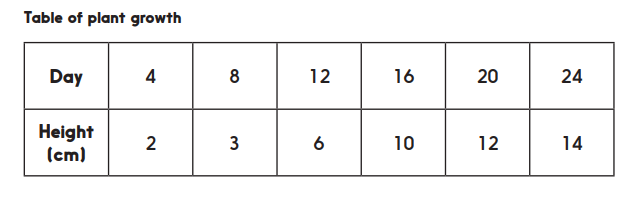 Table of plant growth
Day 4 8 12 16 20 24
Height
(cm) 2 3 6 10 12 14